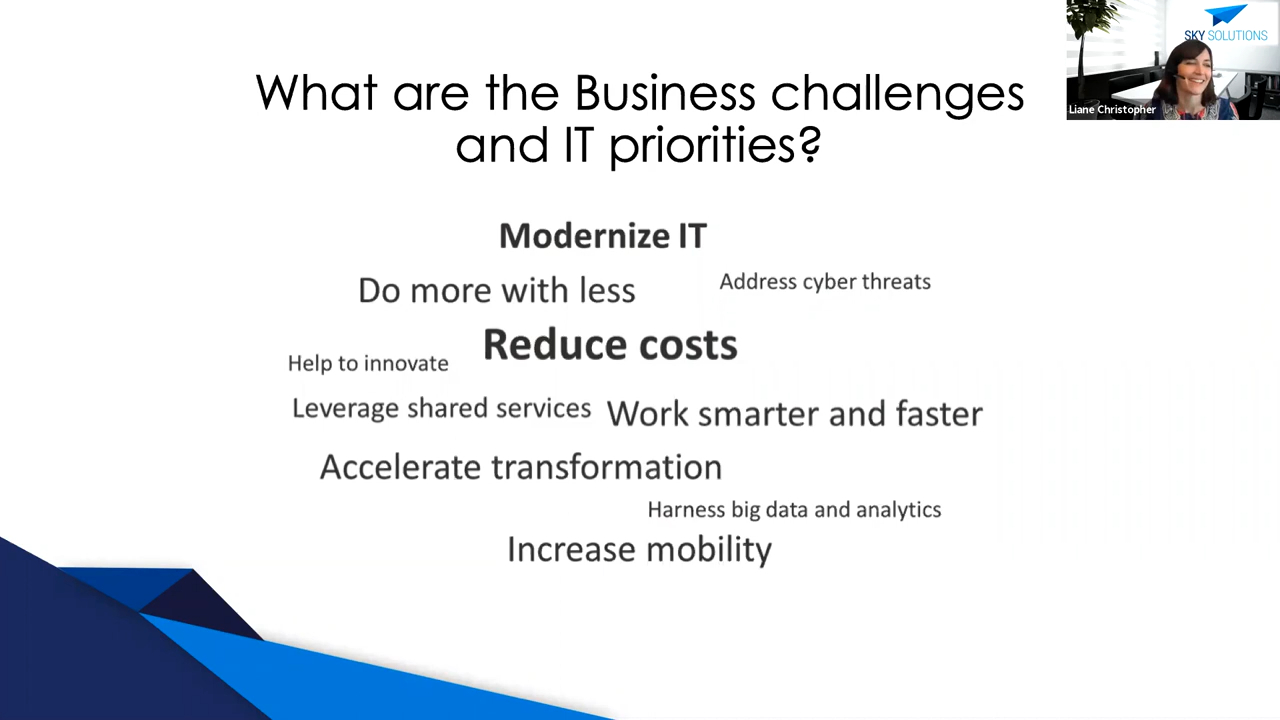 SKY SOLUTIONS
Liane Christopher
What are the Business challenges
and IT priorities?
Modernize IT
Do more with less
Address cyber threats
Reduce costs
Help to innovate
Leverage shared services
Work smarter and faster
Accelerate transformation
Harness big data and analytics
Increase mobility